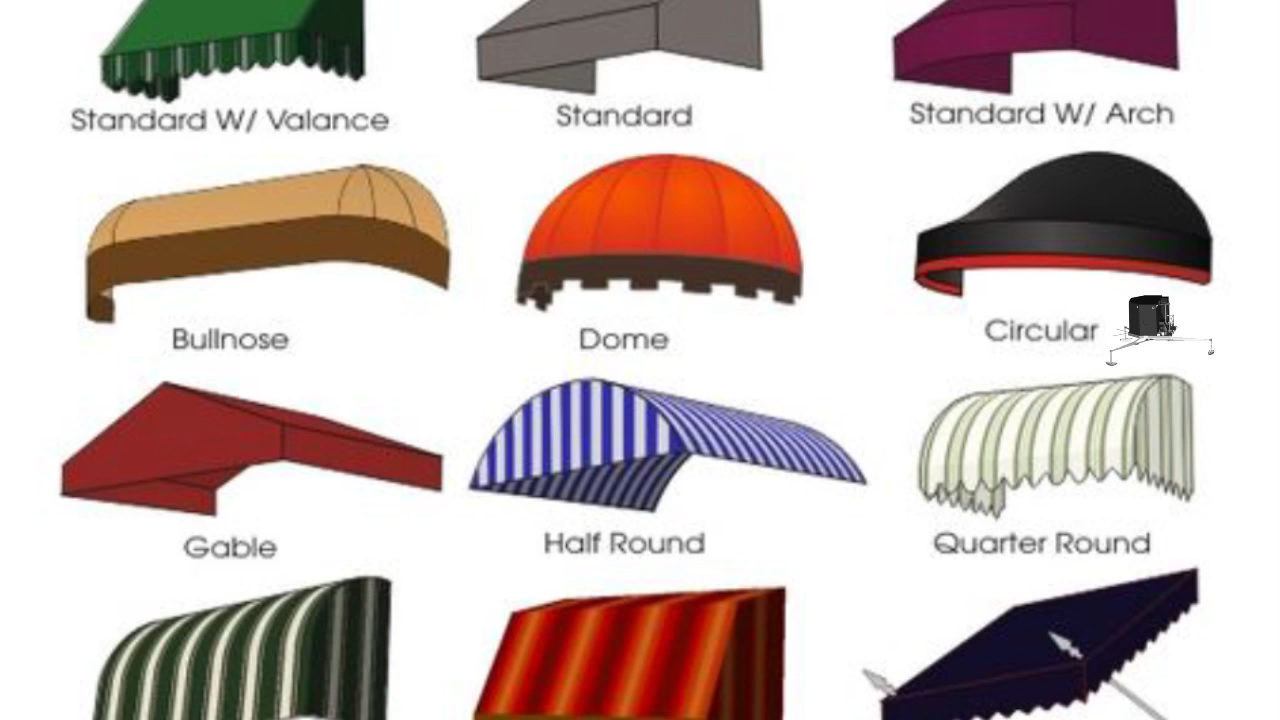 Standard W/ Valance
Standard
Standard W/ Arch
Bullnose
Dome
Circular
Gable
Half Round
Quarter Round